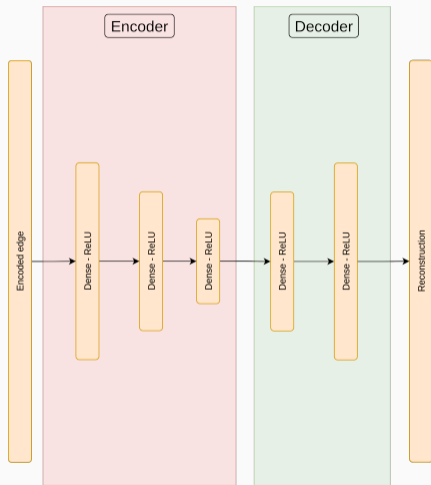 Encoder
Decoder
Encoded edge
Dense - ReLU
Dense - ReLU
Dense - ReLU
Dense - ReLU
Dense - ReLU
Reconstruction